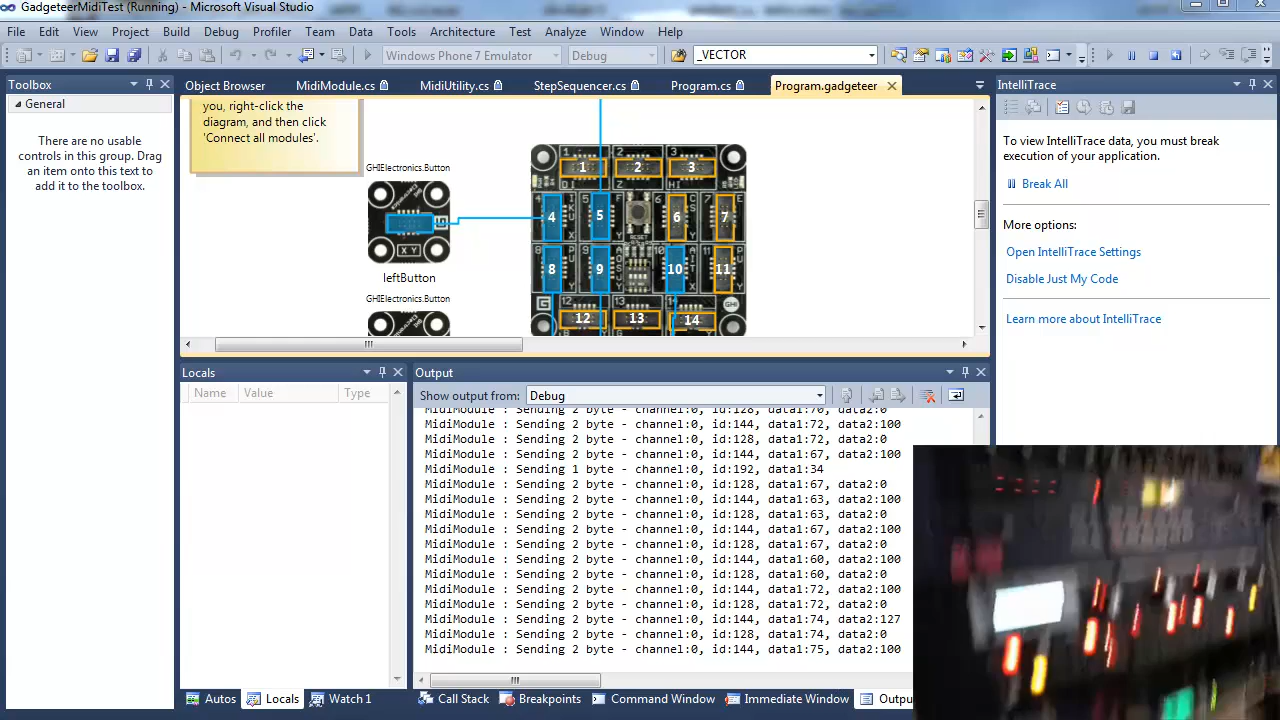 GadgeteerMidiTest (Running) - Microsoft Visual Studio
File Edit View Project Build Debug Profiler Team Data Tools Architecture Test Analyze Window Help
Windows Phone 7 Emulator Debug _VECTOR
Toolbox
General
There are no usable
controls in this group. Drag
an item onto this text to
add it to the toolbox.
Object Browser MidiModule.cs MidiUtility.cs StepSequencer.cs Program.cs Program.gadgeteer
you, right-click the
diagram, and then click
'Connect all modules'.
GHIElectronics.Button
X Y
leftButton
GHIElectronics.Button
1 2 3
4 5 6 7
RESET
8 9 10 11
12 13 14
GHI
IntelliTrace
To view IntelliTrace data, you must break
execution of your application.
Break All
More options:
Open IntelliTrace Settings
Disable Just My Code
Learn more about IntelliTrace
Locals
Name Value Type
Autos Locals Watch 1
Output
Show output from: Debug
MidiModule : Sending 2 byte - channel:0, id:128, data1:70, data2:0
MidiModule : Sending 2 byte - channel:0, id:144, data1:72, data2:100
MidiModule : Sending 2 byte - channel:0, id:128, data1:72, data2:0
MidiModule : Sending 2 byte - channel:0, id:144, data1:67, data2:100
MidiModule : Sending 1 byte - channel:0, id:192, data1:34
MidiModule : Sending 2 byte - channel:0, id:128, data1:67, data2:0
MidiModule : Sending 2 byte - channel:0, id:144, data1:63, data2:100
MidiModule : Sending 2 byte - channel:0, id:128, data1:63, data2:0
MidiModule : Sending 2 byte - channel:0, id:144, data1:67, data2:100
MidiModule : Sending 2 byte - channel:0, id:128, data1:67, data2:0
MidiModule : Sending 2 byte - channel:0, id:144, data1:60, data2:100
MidiModule : Sending 2 byte - channel:0, id:128, data1:60, data2:0
MidiModule : Sending 2 byte - channel:0, id:144, data1:72, data2:100
MidiModule : Sending 2 byte - channel:0, id:128, data1:72, data2:0
MidiModule : Sending 2 byte - channel:0, id:144, data1:74, data2:127
MidiModule : Sending 2 byte - channel:0, id:128, data1:74, data2:0
MidiModule : Sending 2 byte - channel:0, id:144, data1:75, data2:100
Call Stack Breakpoints Command Window Immediate Window Outpu